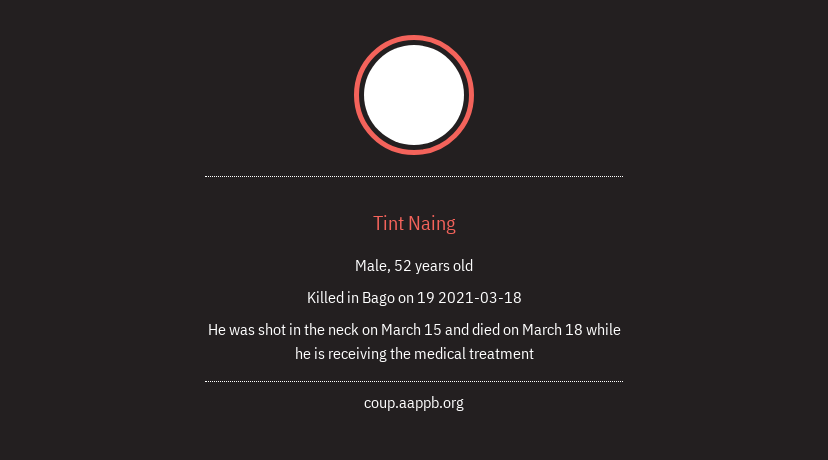 Tint Naing
Male, 52 years old
Killed in Bago on 19 2021-03-18
He was shot in the neck on March 15 and died on March 18 while
he is receiving the medical treatment
coup.aappb.org